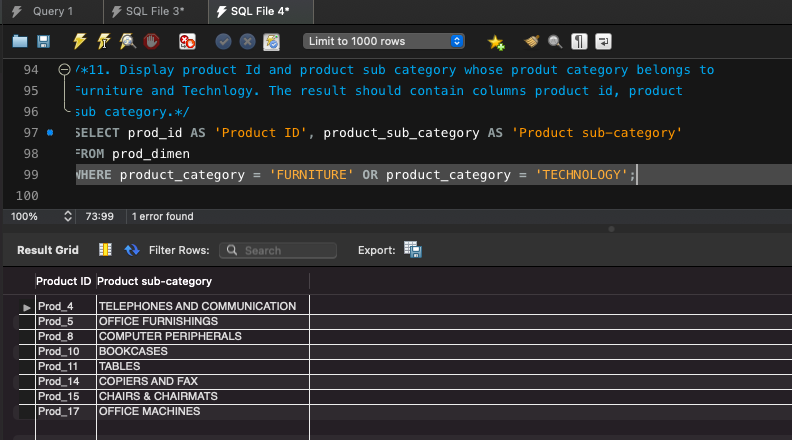 Query 1
SQL File 3*
SQL File 4*
Limit to 1000 rows
94 /*11. Display product Id and product sub category whose produt category belongs to
95 Furniture and Technlogy. The result should contain columns product id, product
96 sub category.*/
97 SELECT prod_id AS 'Product ID', product_sub_category AS 'Product sub-category'
98 FROM prod_dimen
99 WHERE product_category = 'FURNITURE' OR product_category = 'TECHNOLOGY';
100
100% 73:99 1 error found
Result Grid Filter Rows: Search Export:
Product ID Product sub-category
Prod_4 TELEPHONES AND COMMUNICATION
Prod_5 OFFICE FURNISHINGS
Prod_8 COMPUTER PERIPHERALS
Prod_10 BOOKCASES
Prod_11 TABLES
Prod_14 COPIERS AND FAX
Prod_15 CHAIRS & CHAIRMATS
Prod_17 OFFICE MACHINES